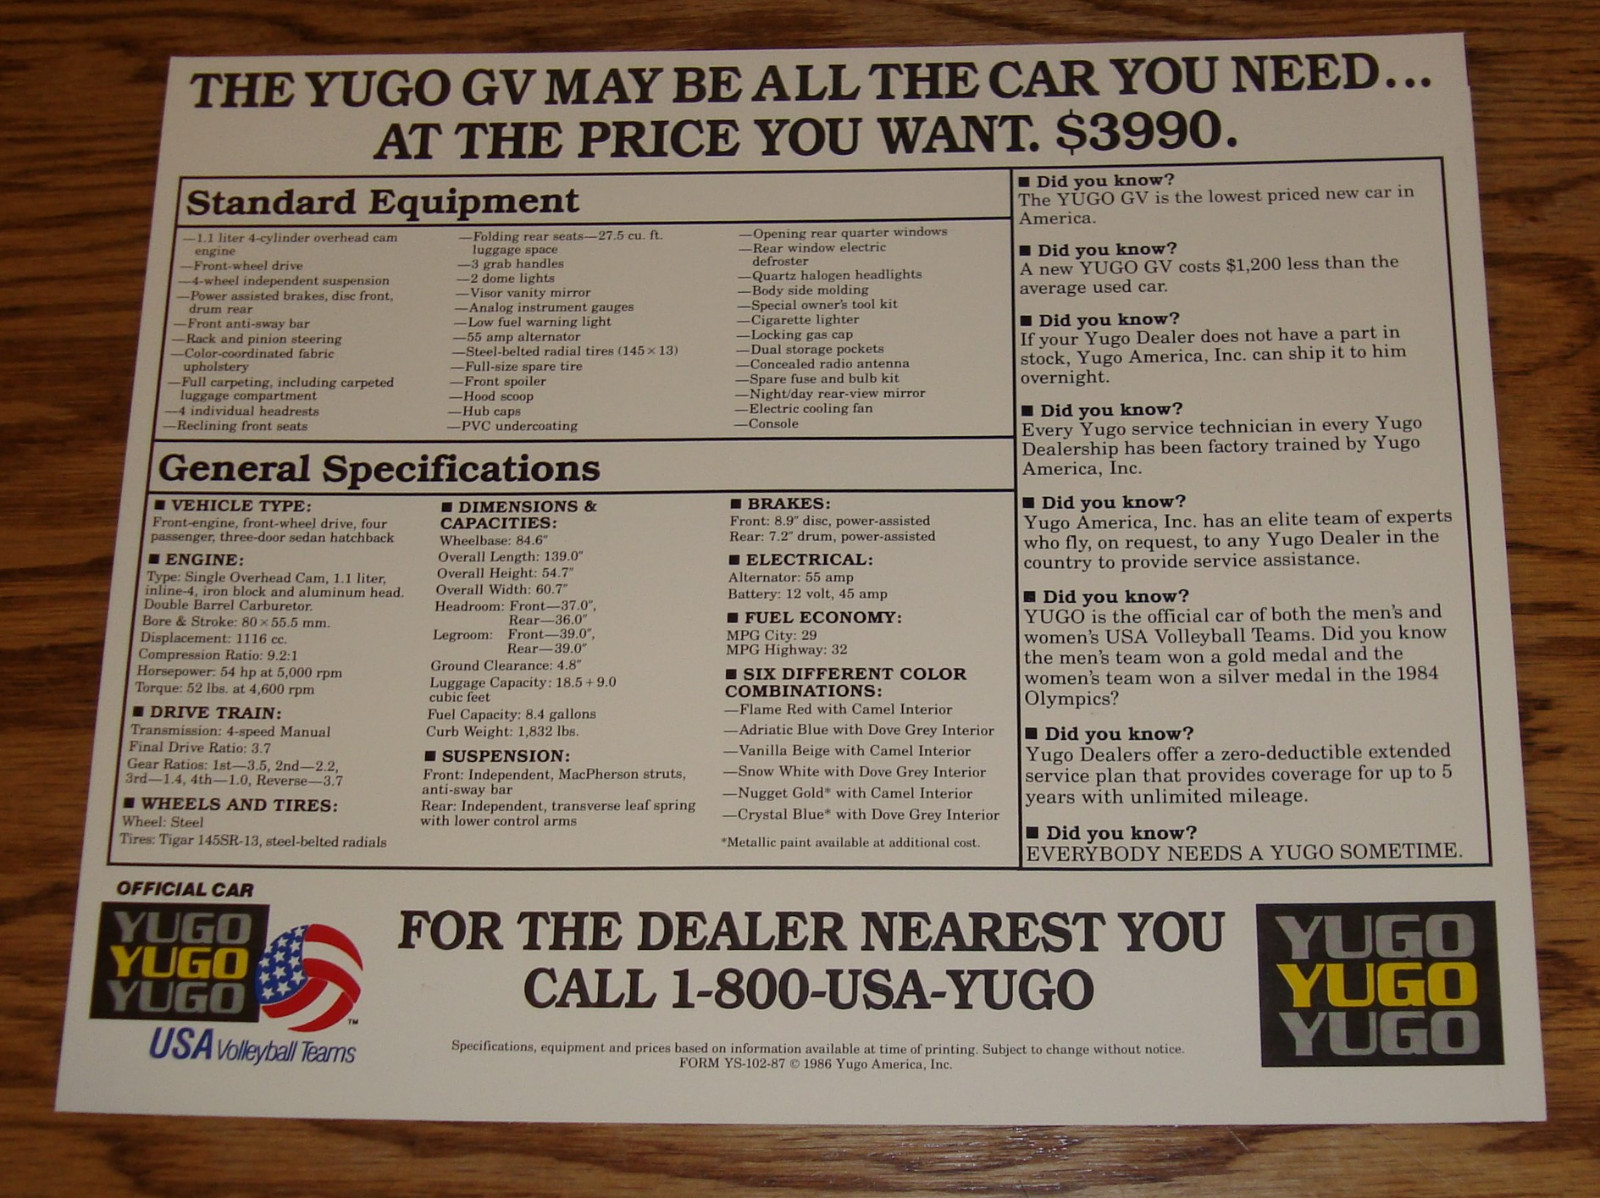 THE YUGO GV MAY BE ALL THE CAR YOU NEED...
AT THE PRICE YOU WANT. $3990.
Standard Equipment
—1.1 liter 4-cylinder overhead cam
engine
—Front-wheel drive
—4-wheel independent suspension
—Power assisted brakes, disc front,
drum rear
—Front anti-sway bar
—Rack and pinion steering
—Color-coordinated fabric
upholstery
—Full carpeting, including carpeted
luggage compartment
—4 individual headrests
—Reclining front seats
—Folding rear seats—27.5 cu. ft.
luggage space
—3 grab handles
—2 dome lights
—Visor vanity mirror
—Analog instrument gauges
—Low fuel warning light
—55 amp alternator
—Steel-belted radial tires (145×13)
—Full-size spare tire
—Front spoiler
—Hood scoop
—Hub caps
—PVC undercoating
—Opening rear quarter windows
—Rear window electric
defroster
—Quartz halogen headlights
—Body side molding
—Special owner's tool kit
—Cigarette lighter
—Locking gas cap
—Dual storage pockets
—Concealed radio antenna
—Spare fuse and bulb kit
—Night/day rear-view mirror
—Electric cooling fan
—Console
General Specifications
■ VEHICLE TYPE:
Front-engine, front-wheel drive, four
passenger, three-door sedan hatchback
■ ENGINE:
Type: Single Overhead Cam, 1.1 liter,
inline-4, iron block and aluminum head.
Double Barrel Carburetor.
Bore & Stroke: 80×55.5 mm.
Displacement: 1116 cc.
Compression Ratio: 9.2:1
Horsepower: 54 hp at 5,000 rpm
Torque: 52 lbs. at 4,600 rpm
■ DRIVE TRAIN:
Transmission: 4-speed Manual
Final Drive Ratio: 3.7
Gear Ratios: 1st—3.5, 2nd—2.2,
3rd—1.4, 4th—1.0, Reverse—3.7
■ WHEELS AND TIRES:
Wheel: Steel
Tires: Tigar 145SR-13, steel-belted radials
■ DIMENSIONS &
CAPACITIES:
Wheelbase: 84.6"
Overall Length: 139.0"
Overall Height: 54.7"
Overall Width: 60.7"
Headroom: Front—37.0",
Rear—36.0"
Legroom: Front—39.0",
Rear—39.0"
Ground Clearance: 4.8"
Luggage Capacity: 18.5+9.0
cubic feet
Fuel Capacity: 8.4 gallons
Curb Weight: 1,832 lbs.
■ SUSPENSION:
Front: Independent, MacPherson struts,
anti-sway bar
Rear: Independent, transverse leaf spring
with lower control arms
■ BRAKES:
Front: 8.9" disc, power-assisted
Rear: 7.2" drum, power-assisted
■ ELECTRICAL:
Alternator: 55 amp
Battery: 12 volt, 45 amp
■ FUEL ECONOMY:
MPG City: 29
MPG Highway: 32
■ SIX DIFFERENT COLOR
COMBINATIONS:
—Flame Red with Camel Interior
—Adriatic Blue with Dove Grey Interior
—Vanilla Beige with Camel Interior
—Snow White with Dove Grey Interior
—Nugget Gold* with Camel Interior
—Crystal Blue* with Dove Grey Interior
*Metallic paint available at additional cost.
■ Did you know?
The YUGO GV is the lowest priced new car in
America.
■ Did you know?
A new YUGO GV costs $1,200 less than the
average used car.
■ Did you know?
If your Yugo Dealer does not have a part in
stock, Yugo America, Inc. can ship it to him
overnight.
■ Did you know?
Every Yugo service technician in every Yugo
Dealership has been factory trained by Yugo
America, Inc.
■ Did you know?
Yugo America, Inc. has an elite team of experts
who fly, on request, to any Yugo Dealer in the
country to provide service assistance.
■ Did you know?
YUGO is the official car of both the men's and
women's USA Volleyball Teams. Did you know
the men's team won a gold medal and the
women's team won a silver medal in the 1984
Olympics?
■ Did you know?
Yugo Dealers offer a zero-deductible extended
service plan that provides coverage for up to 5
years with unlimited mileage.
■ Did you know?
EVERYBODY NEEDS A YUGO SOMETIME.
OFFICIAL CAR
YUGO
YUGO
YUGO
TM
USA Volleyball Teams
FOR THE DEALER NEAREST YOU
CALL 1-800-USA-YUGO
Specifications, equipment and prices based on information available at time of printing. Subject to change without notice.
FORM YS-102-87 © 1986 Yugo America, Inc.
YUGO
YUGO
YUGO